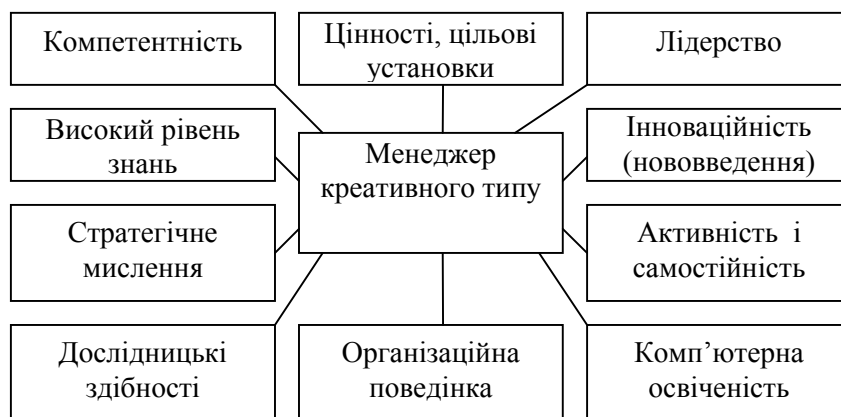 Компетентність
Цінності, цільові
установки
Лідерство
Високий рівень
знань
Менеджер
креативного типу
Інноваційність
(нововведення)
Стратегічне
мислення
Активність і
самостійність
Дослідницькі
здібності
Організаційна
поведінка
Комп’ютерна
освіченість